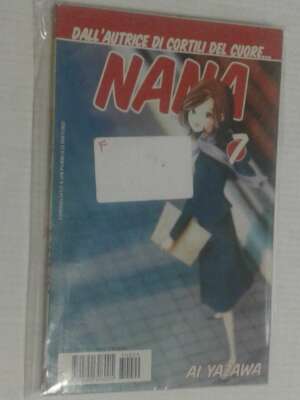 DALL'AUTRICE DI CORTILI DEL CUORE...
NANA
7
F
AI YAZAWA